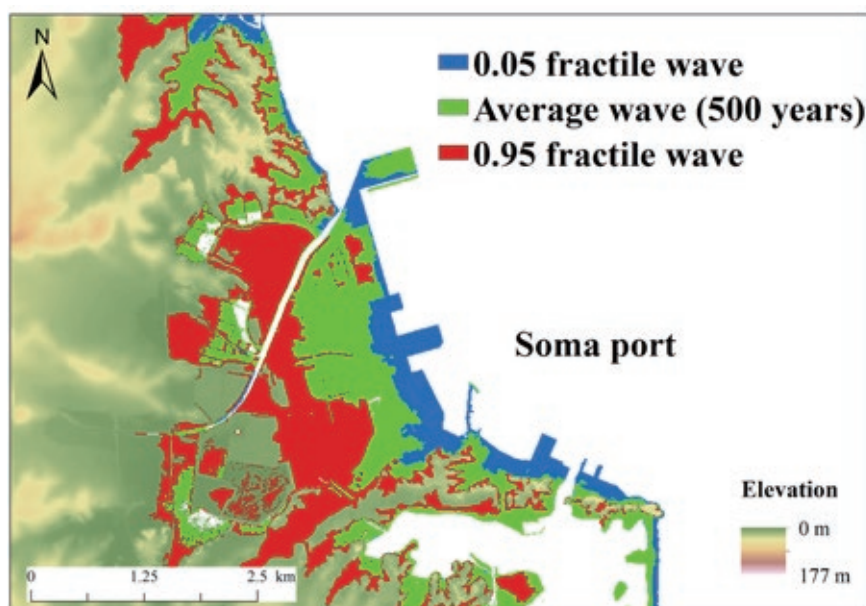 N
0.05 fractile wave
Average wave (500 years)
0.95 fractile wave
Soma port
Elevation
0 m
177 m
0 1.25 2.5 km